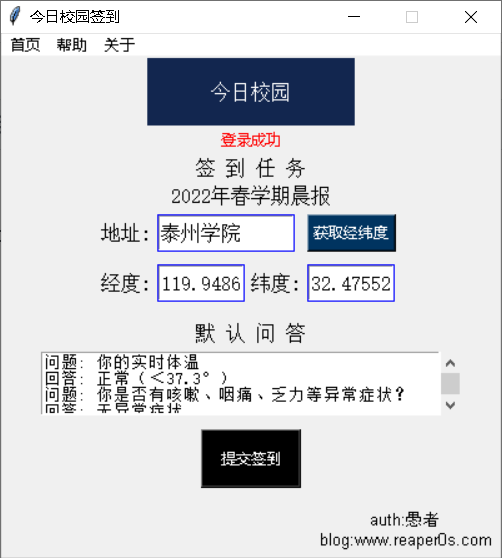 今日校园签到
首页 帮助 关于
今日校园
登录成功
签 到 任 务
2022年春学期晨报
地址: 泰州学院 获取经纬度
经度: 119.9486 纬度: 32.47552
默 认 问 答
问题: 你的实时体温
回答: 正常（＜37.3°）
问题: 你是否有咳嗽、咽痛、乏力等异常症状?
回答: 无异常症状
提交签到
auth:愚者
blog:www.reaper0s.com